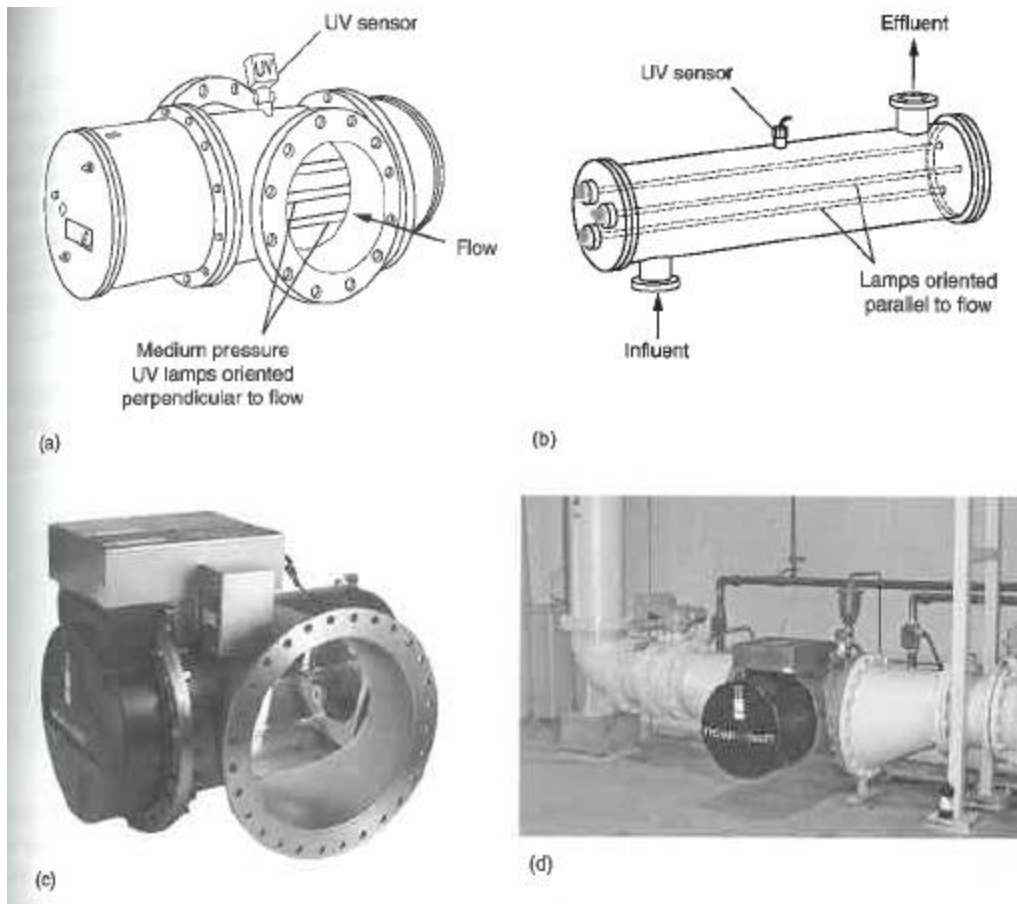 UV sensor
UV
Flow
Medium pressure
UV lamps oriented
perpendicular to flow
(a)
Effluent
UV sensor
Lamps oriented
parallel to flow
Influent
(b)
(c)
(d)